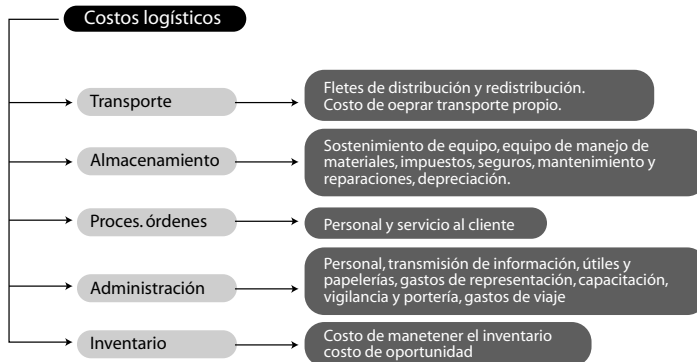 Costos logísticos
Transporte
Fletes de distribución y redistribución.
Costo de oeprar transporte propio.
Almacenamiento
Sostenimiento de equipo, equipo de manejo de
materiales, impuestos, seguros, mantenimiento y
reparaciones, depreciación.
Proces. órdenes
Personal y servicio al cliente
Administración
Personal, transmisión de información, útiles y
papelerías, gastos de representación, capacitación,
vigilancia y portería, gastos de viaje
Inventario
Costo de manetener el inventario
costo de oportunidad